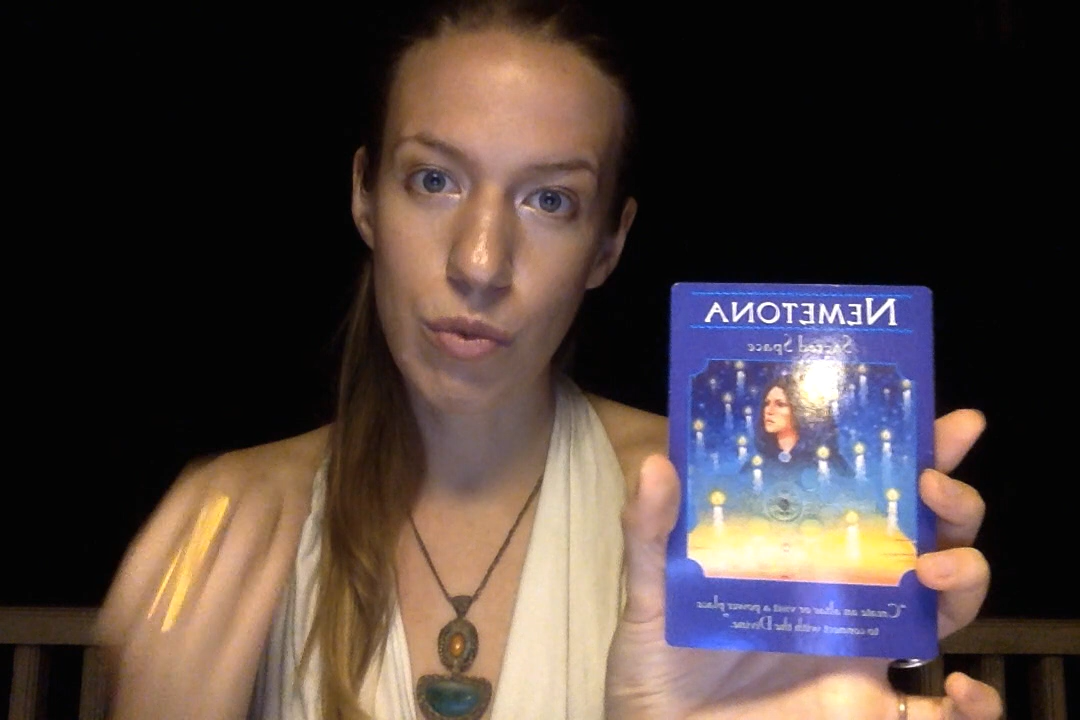 NEMETONA
Sacred Space
"Create an altar or visit a power place
to connect with the Divine."